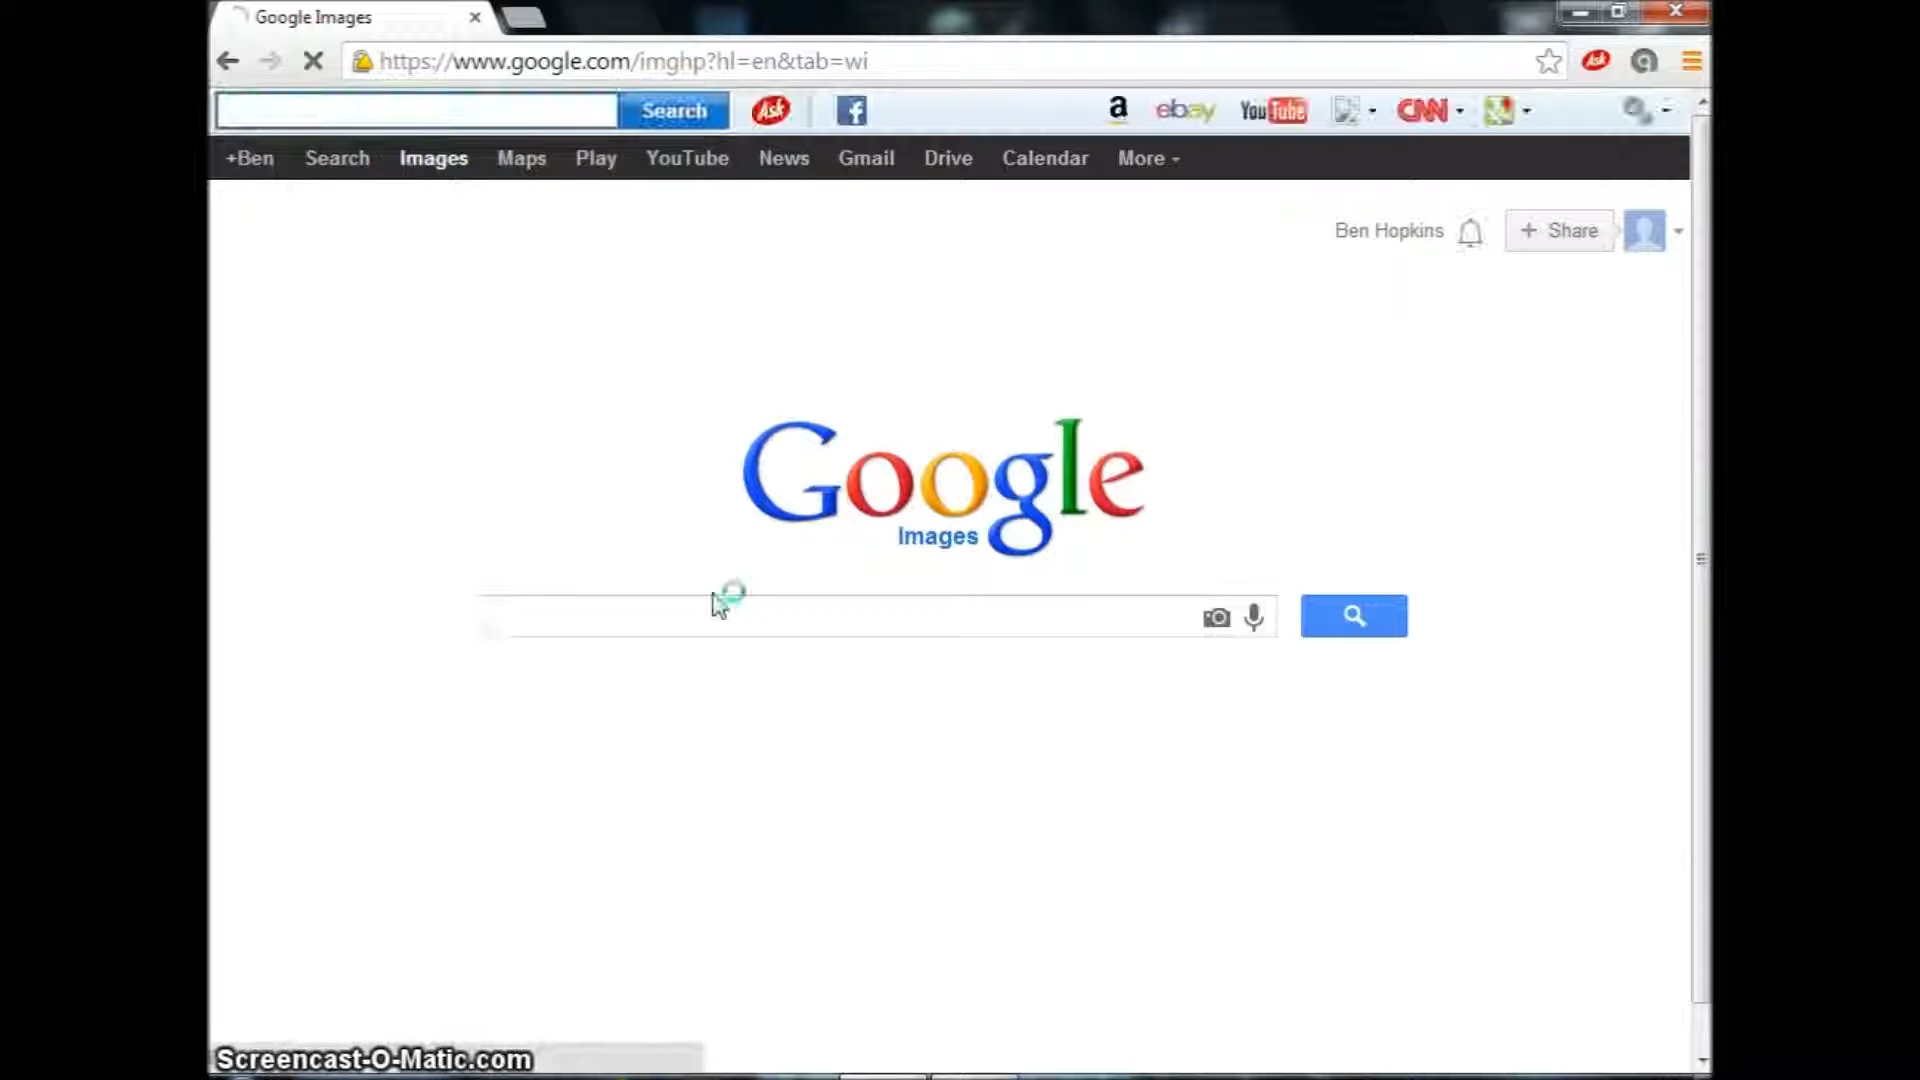 Google Images
https://www.google.com/imghp?hl=en&tab=wi
Ask
Search
Ask
f
a
ebay
YouTube
CNN
+Ben
Search
Images
Maps
Play
YouTube
News
Gmail
Drive
Calendar
More
Ben Hopkins
+ Share
Google
Images
Screencast-O-Matic.com